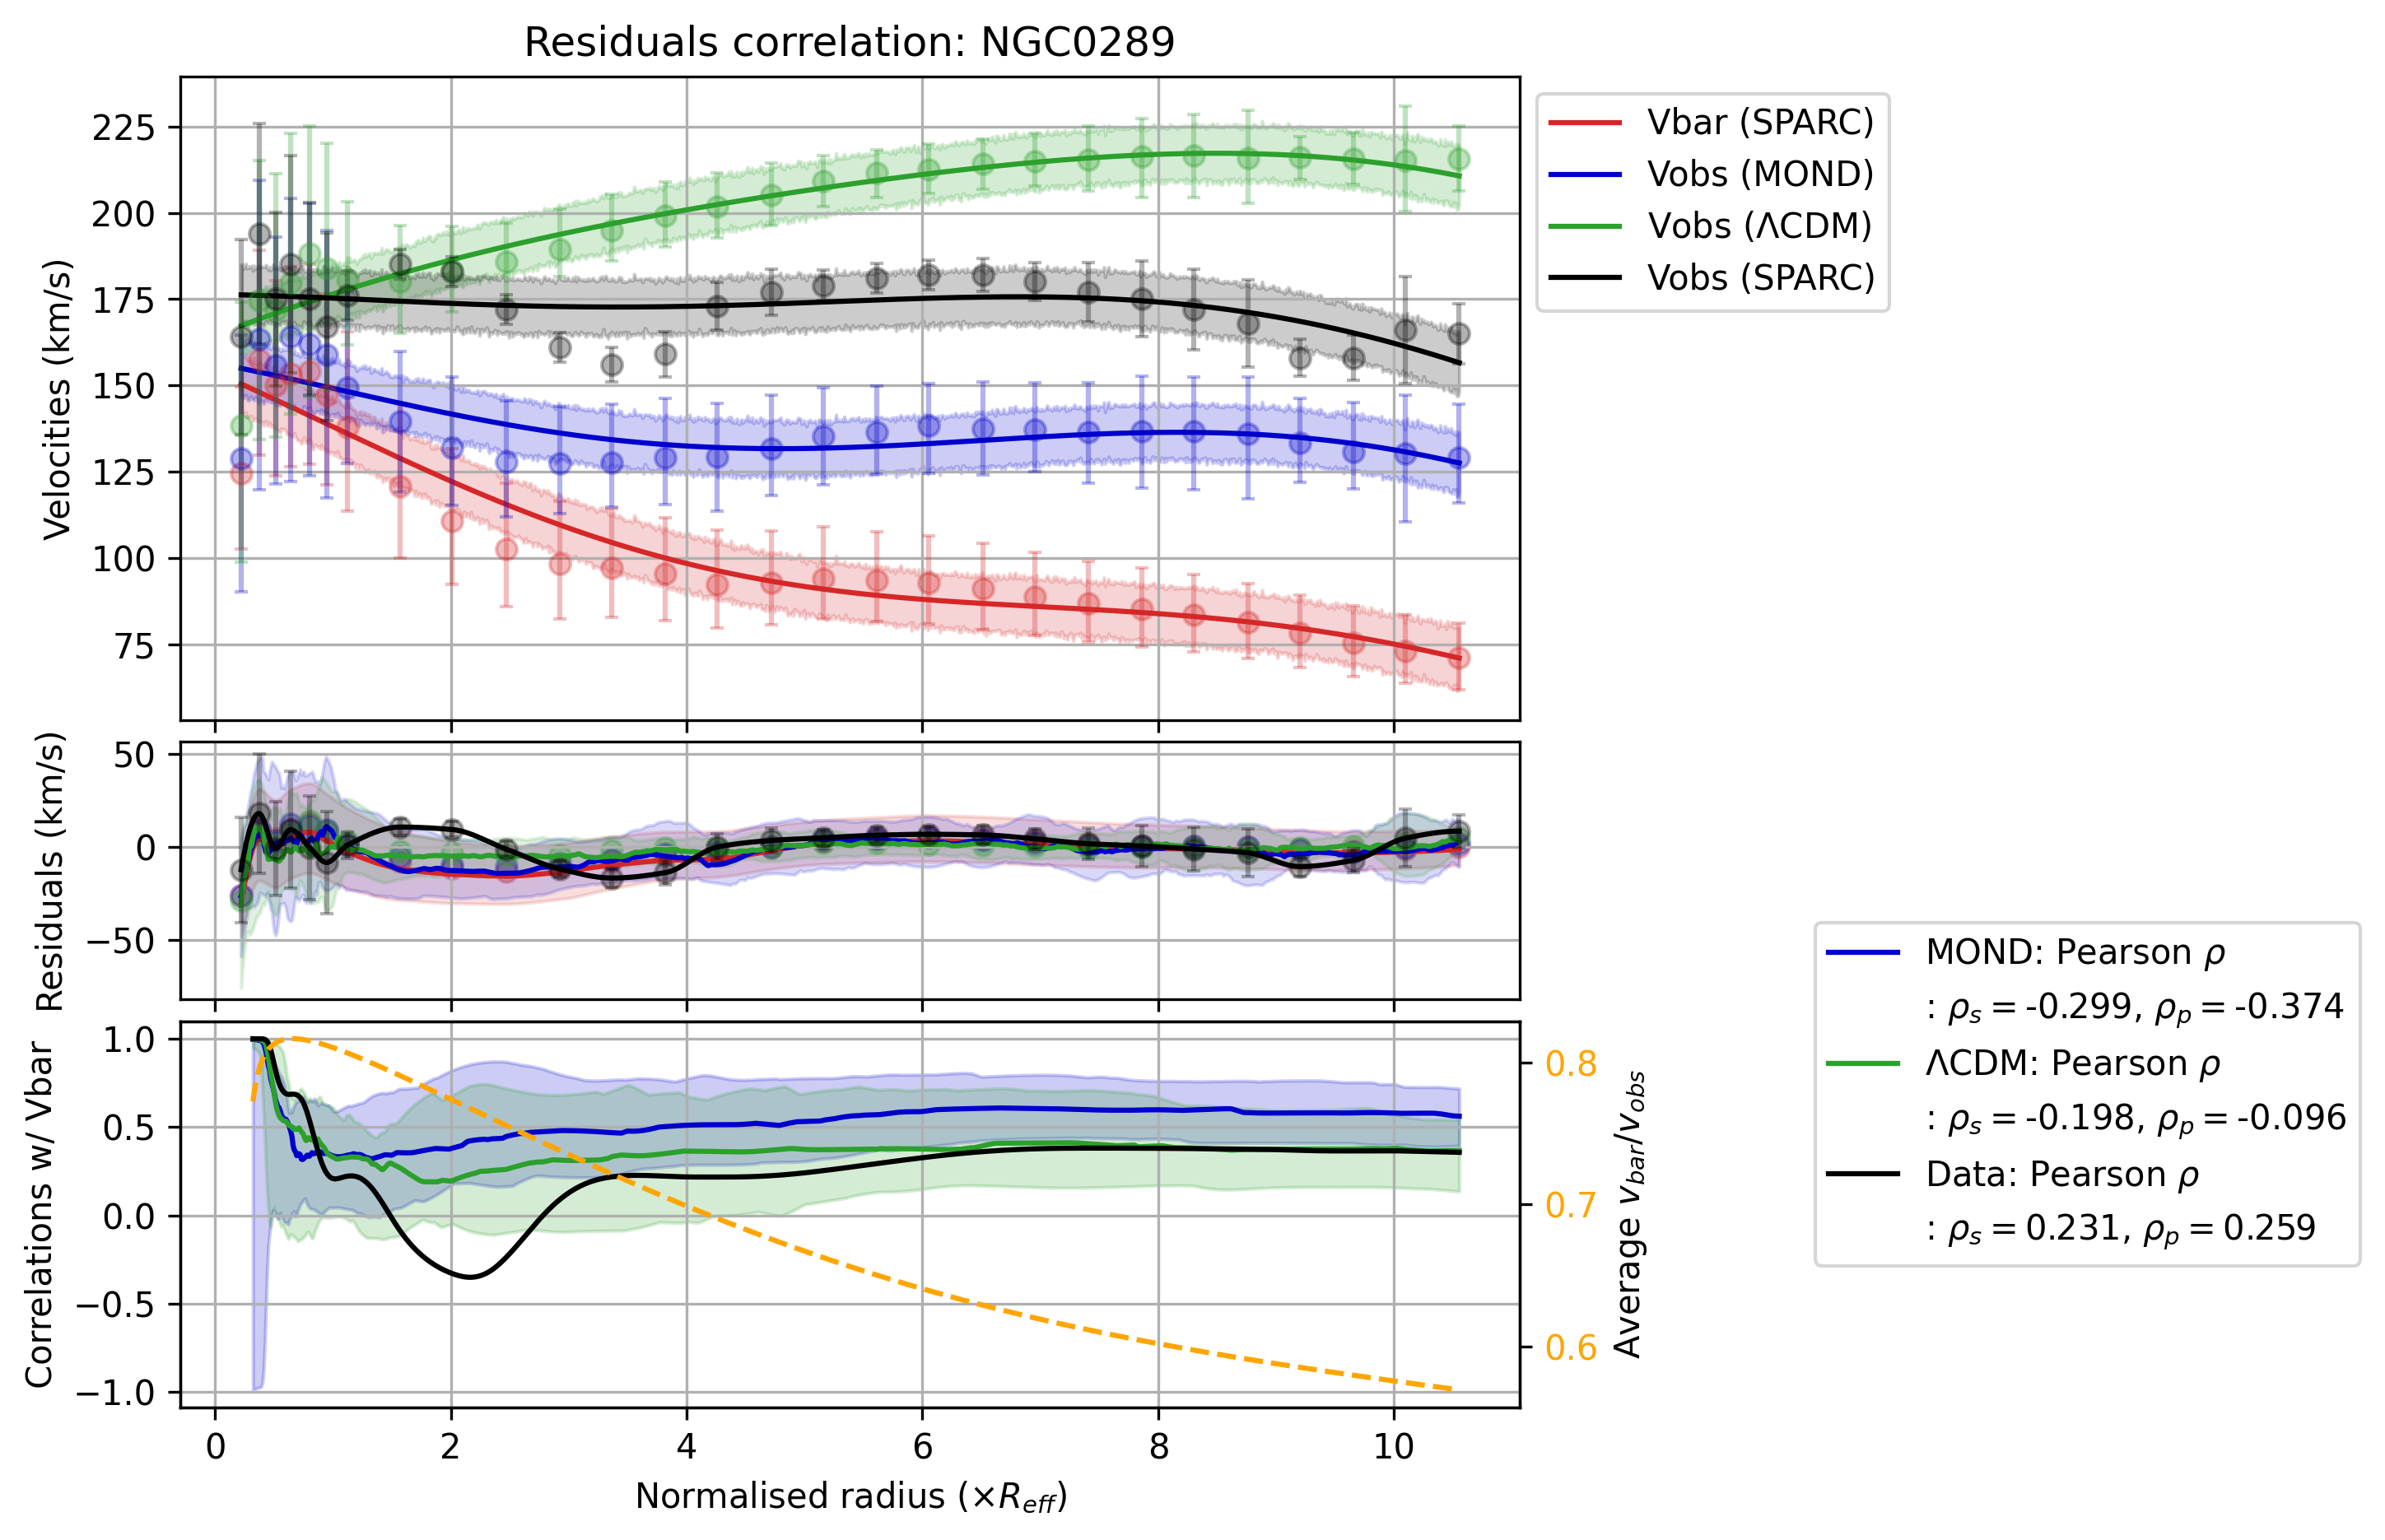 Residuals correlation: NGC0289
Velocities (km/s)
225
200
175
150
125
100
75
Vbar (SPARC)
Vobs (MOND)
Vobs (ΛCDM)
Vobs (SPARC)
Residuals (km/s)
50
0
−50
Correlations w/ Vbar
1.0
0.5
0.0
−0.5
−1.0
0.8
0.7
0.6
Average v_bar/v_obs
MOND: Pearson ρ
: ρ_s = -0.299, ρ_p = -0.374
ΛCDM: Pearson ρ
: ρ_s = -0.198, ρ_p = -0.096
Data: Pearson ρ
: ρ_s = 0.231, ρ_p = 0.259
0 2 4 6 8 10
Normalised radius (×R_eff)